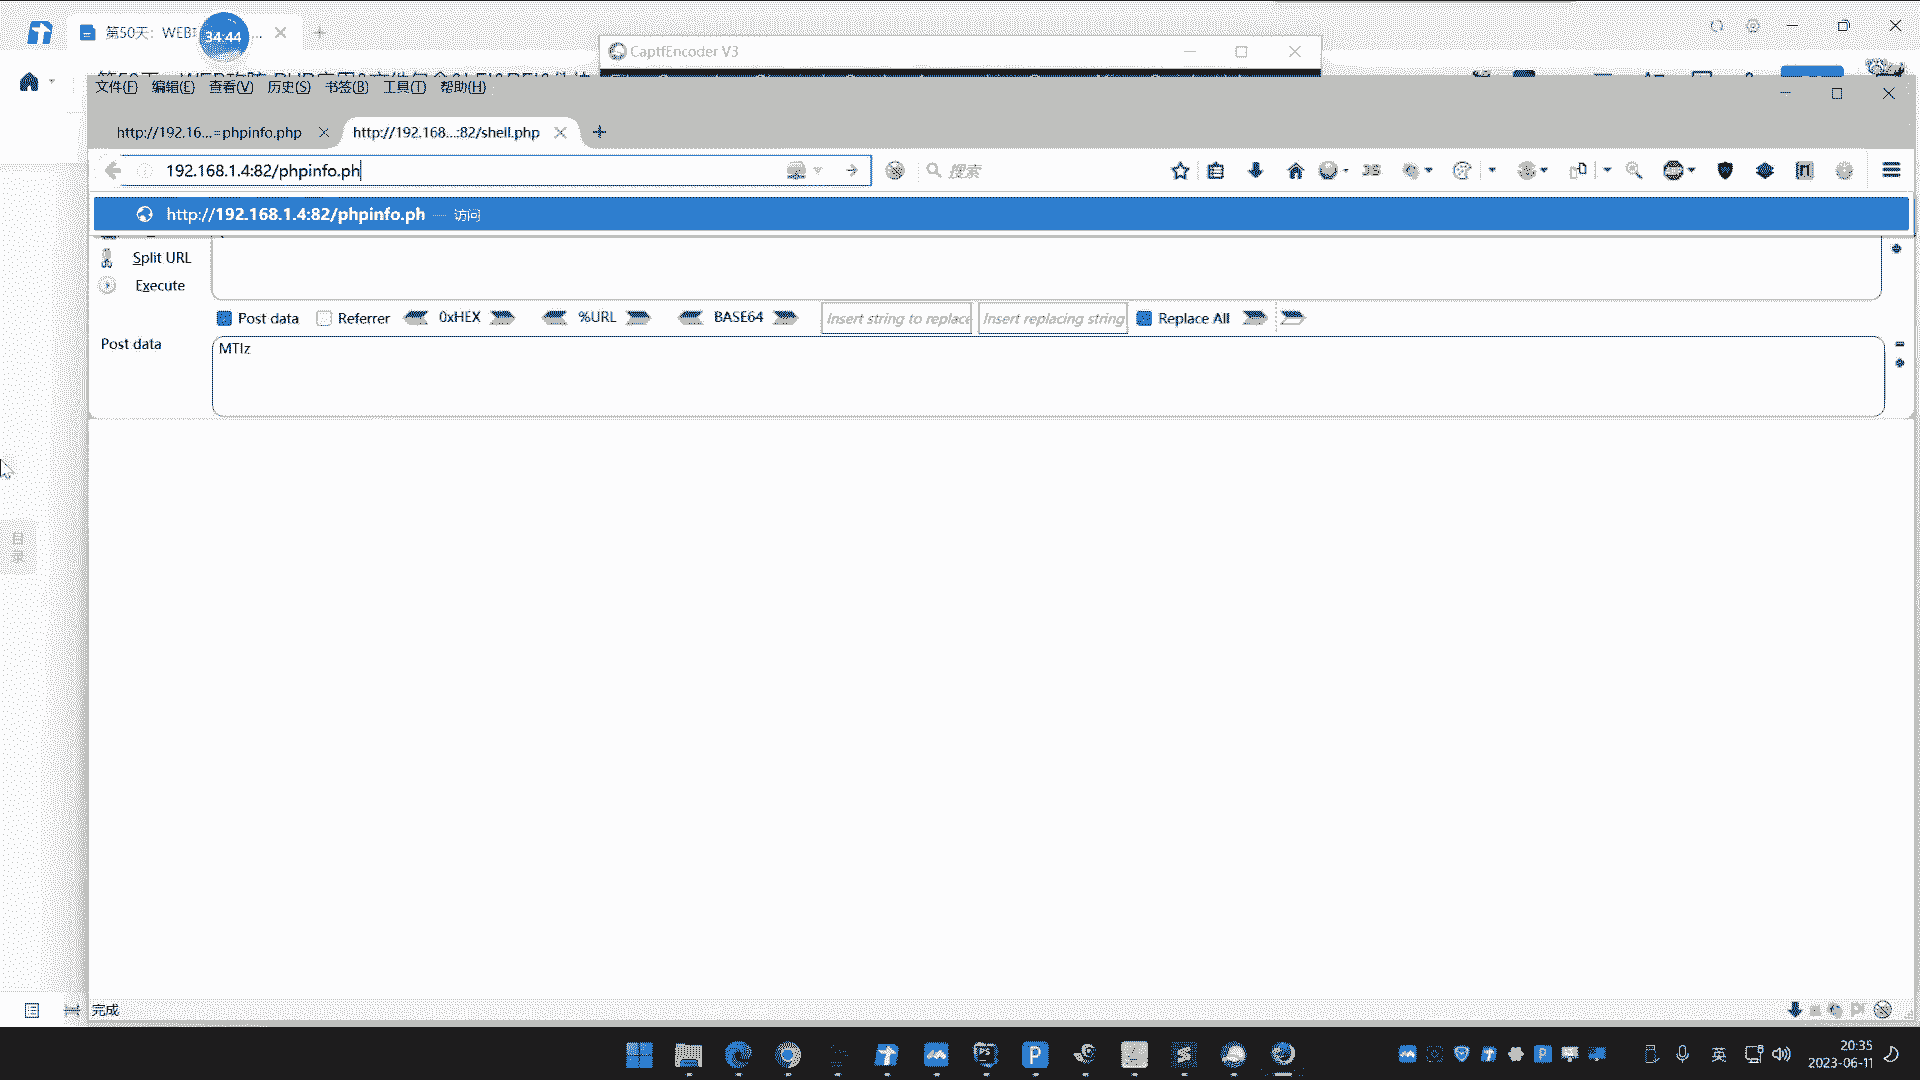 第50天：WEB
34:44
...
CaptfEncoder V3
文件(F) 编辑(E) 查看(V) 历史(S) 书签(B) 工具(T) 帮助(H)
http://192.16...=phpinfo.php
http://192.168...:82/shell.php
192.168.1.4:82/phpinfo.ph
搜索
http://192.168.1.4:82/phpinfo.ph — 访问
Split URL
Execute
Post data Referrer 0xHEX %URL BASE64 Insert string to replace Insert replacing string Replace All
Post data
MTIz
目录
完成
英
20:35
2023-06-11